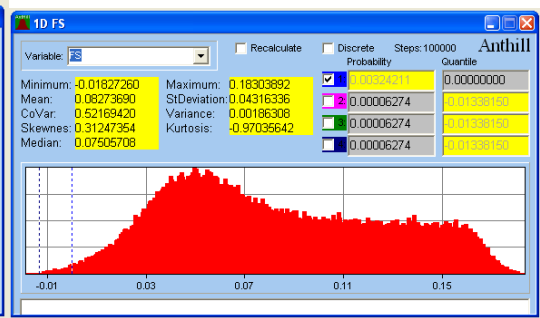 Anthill 1D FS
Variable: FS Recalculate Discrete Steps:100000 Anthill
Probability Quantile
Minimum: -0.01827260 Maximum: 0.18303892 1 0.00324211 0.00000000
Mean: 0.08273690 StDeviation: 0.04316336 2 0.00006274 -0.01338150
CoVar: 0.52169420 Variance: 0.00186308 3 0.00006274 -0.01338150
Skewnes: 0.31247354 Kurtosis: -0.97035642 0.00006274 -0.01338150
Median: 0.07505708
-0.01 0.03 0.07 0.11 0.15